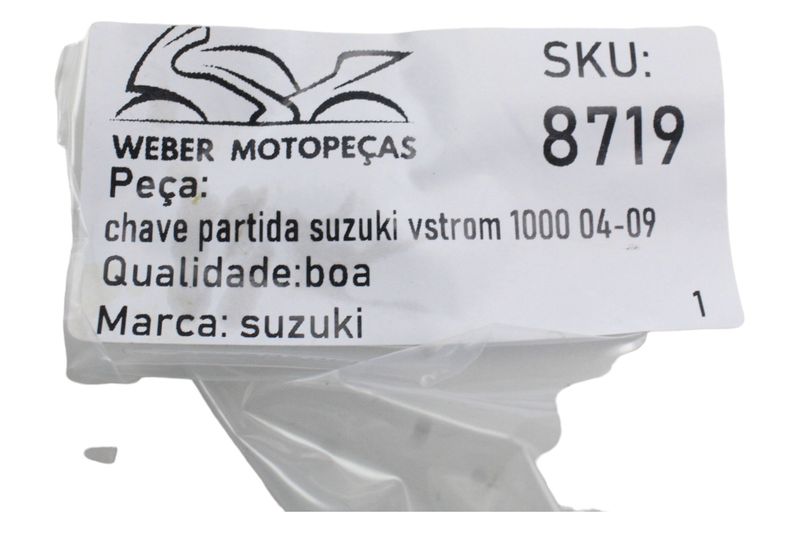 SKU:
8719
WEBER MOTOPEÇAS
Peça:
chave partida suzuki vstrom 1000 04-09
Qualidade:boa
Marca: suzuki
1